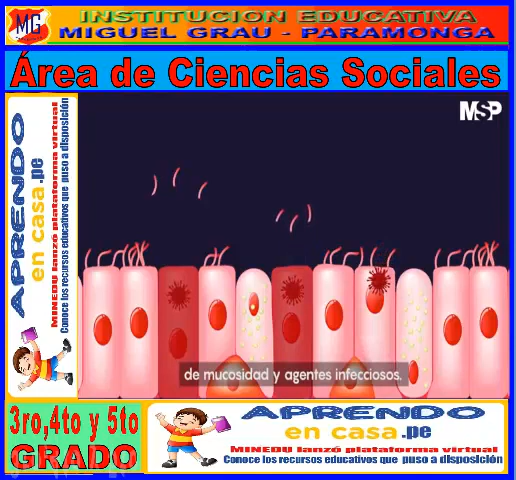 MG
INSTITUCION EDUCATIVA
MIGUEL GRAU - PARAMONGA
Área de Ciencias Sociales
APRENDO
en casa.pe
MINEDU lanzó plataforma virtual
Conoce los recursos educativos que puso a disposición
MSP
de mucosidad y agentes infecciosos.
3ro,4to y 5to
GRADO
APRENDO
en casa.pe
MINEDU lanzó plataforma virtual
Conoce los recursos educativos que puso a disposición